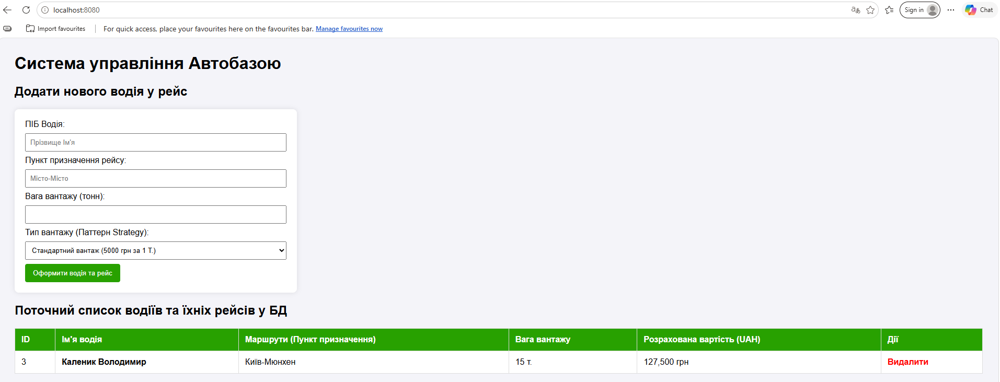 localhost:8080
Sign in
Chat
Import favourites
For quick access, place your favourites here on the favourites bar. Manage favourites now
Система управління Автобазою
Додати нового водія у рейс
ПІБ Водія:
Прізвище Ім'я
Пункт призначення рейсу:
Місто-Місто
Вага вантажу (тонн):
Тип вантажу (Паттерн Strategy):
Стандартний вантаж (5000 грн за 1 Т.)
Оформити водія та рейс
Поточний список водіїв та їхніх рейсів у БД
ID Ім'я водія Маршрути (Пункт призначення) Вага вантажу Розрахована вартість (UAH) Дії
3 Каленик Володимир Київ-Мюнхен 15 т. 127,500 грн Видалити